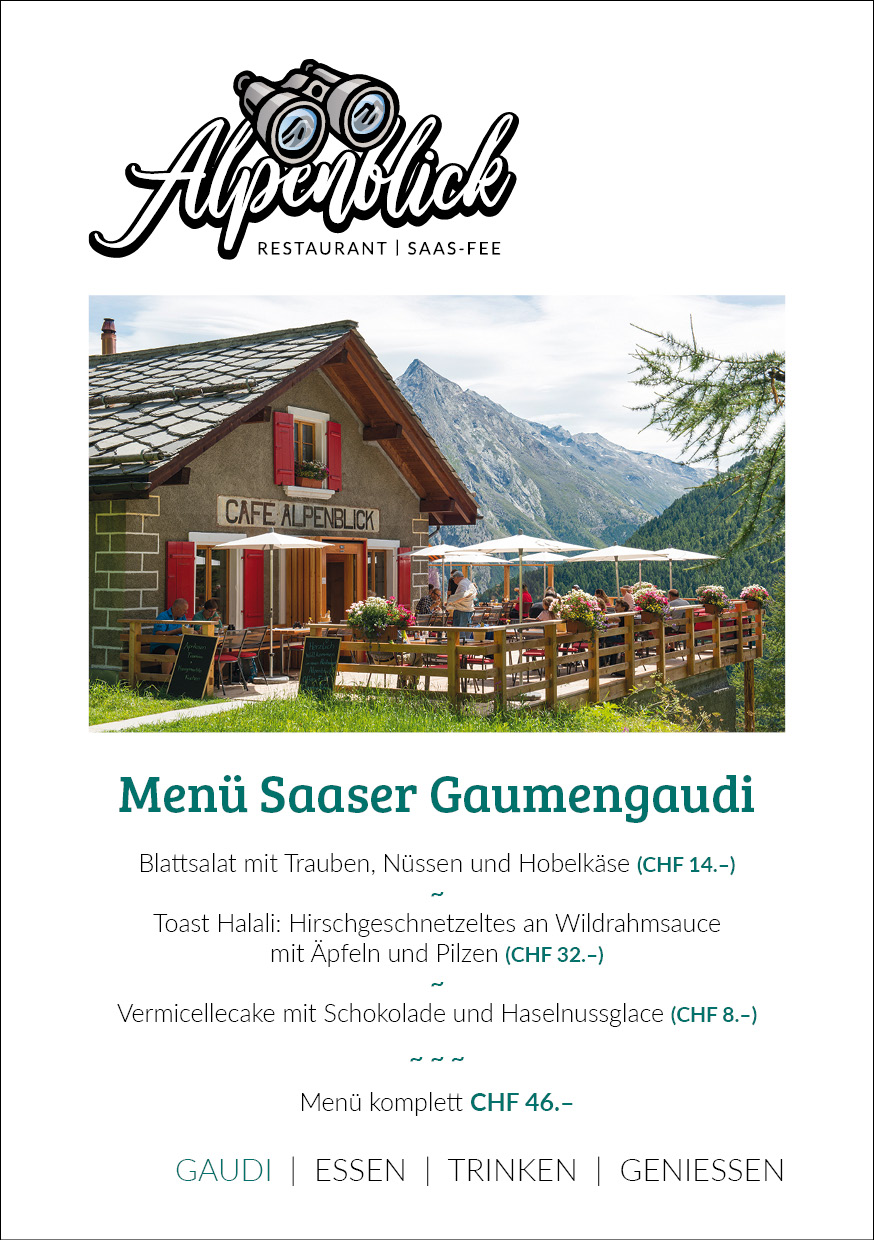 Alpenblick
RESTAURANT | SAAS-FEE
CAFE ALPENBLICK
Menü Saaser Gaumengaudi
Blattsalat mit Trauben, Nüssen und Hobelkäse (CHF 14.–)
~
Toast Halali: Hirschgeschnetzeltes an Wildrahmsauce
mit Äpfeln und Pilzen (CHF 32.–)
~
Vermicellecake mit Schokolade und Haselnussglace (CHF 8.–)
~ ~ ~
Menü komplett CHF 46.–
GAUDI | ESSEN | TRINKEN | GENIESSEN